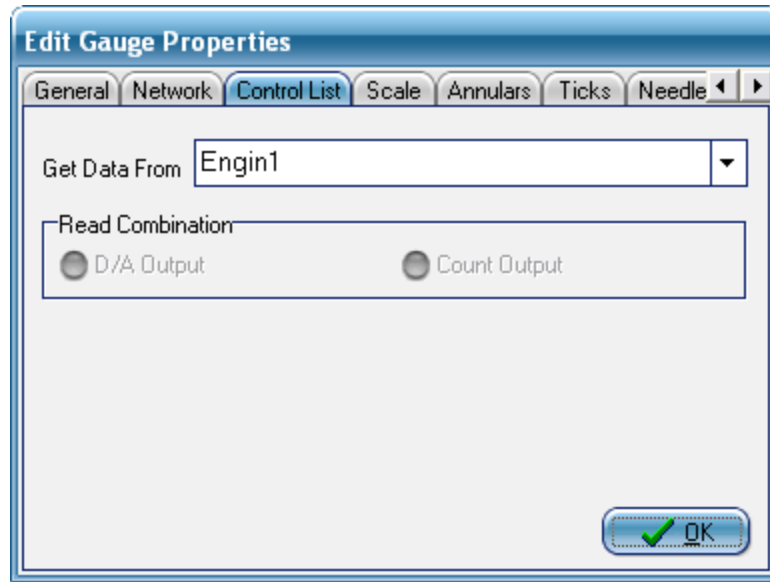 Edit Gauge Properties
General Network Control List Scale Annulars Ticks Needle
Get Data From Engin1
Read Combination
D/A Output Count Output
OK